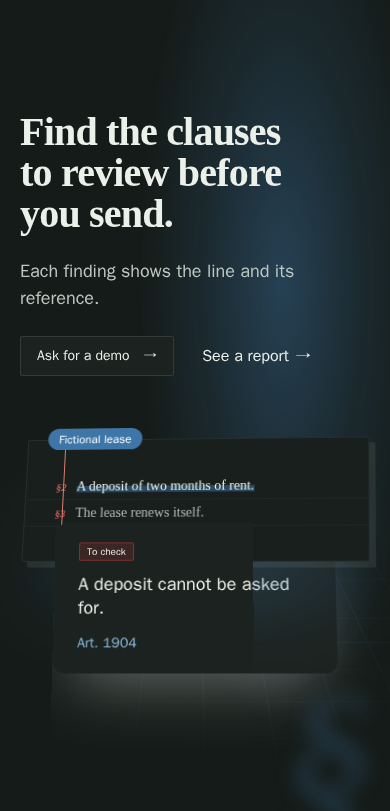 Find the clauses
to review before
you send.
Each finding shows the line and its
reference.
Ask for a demo →
See a report →
Fictional lease
§2 A deposit of two months of rent.
§3 The lease renews itself.
To check
A deposit cannot be asked
for.
Art. 1904
§